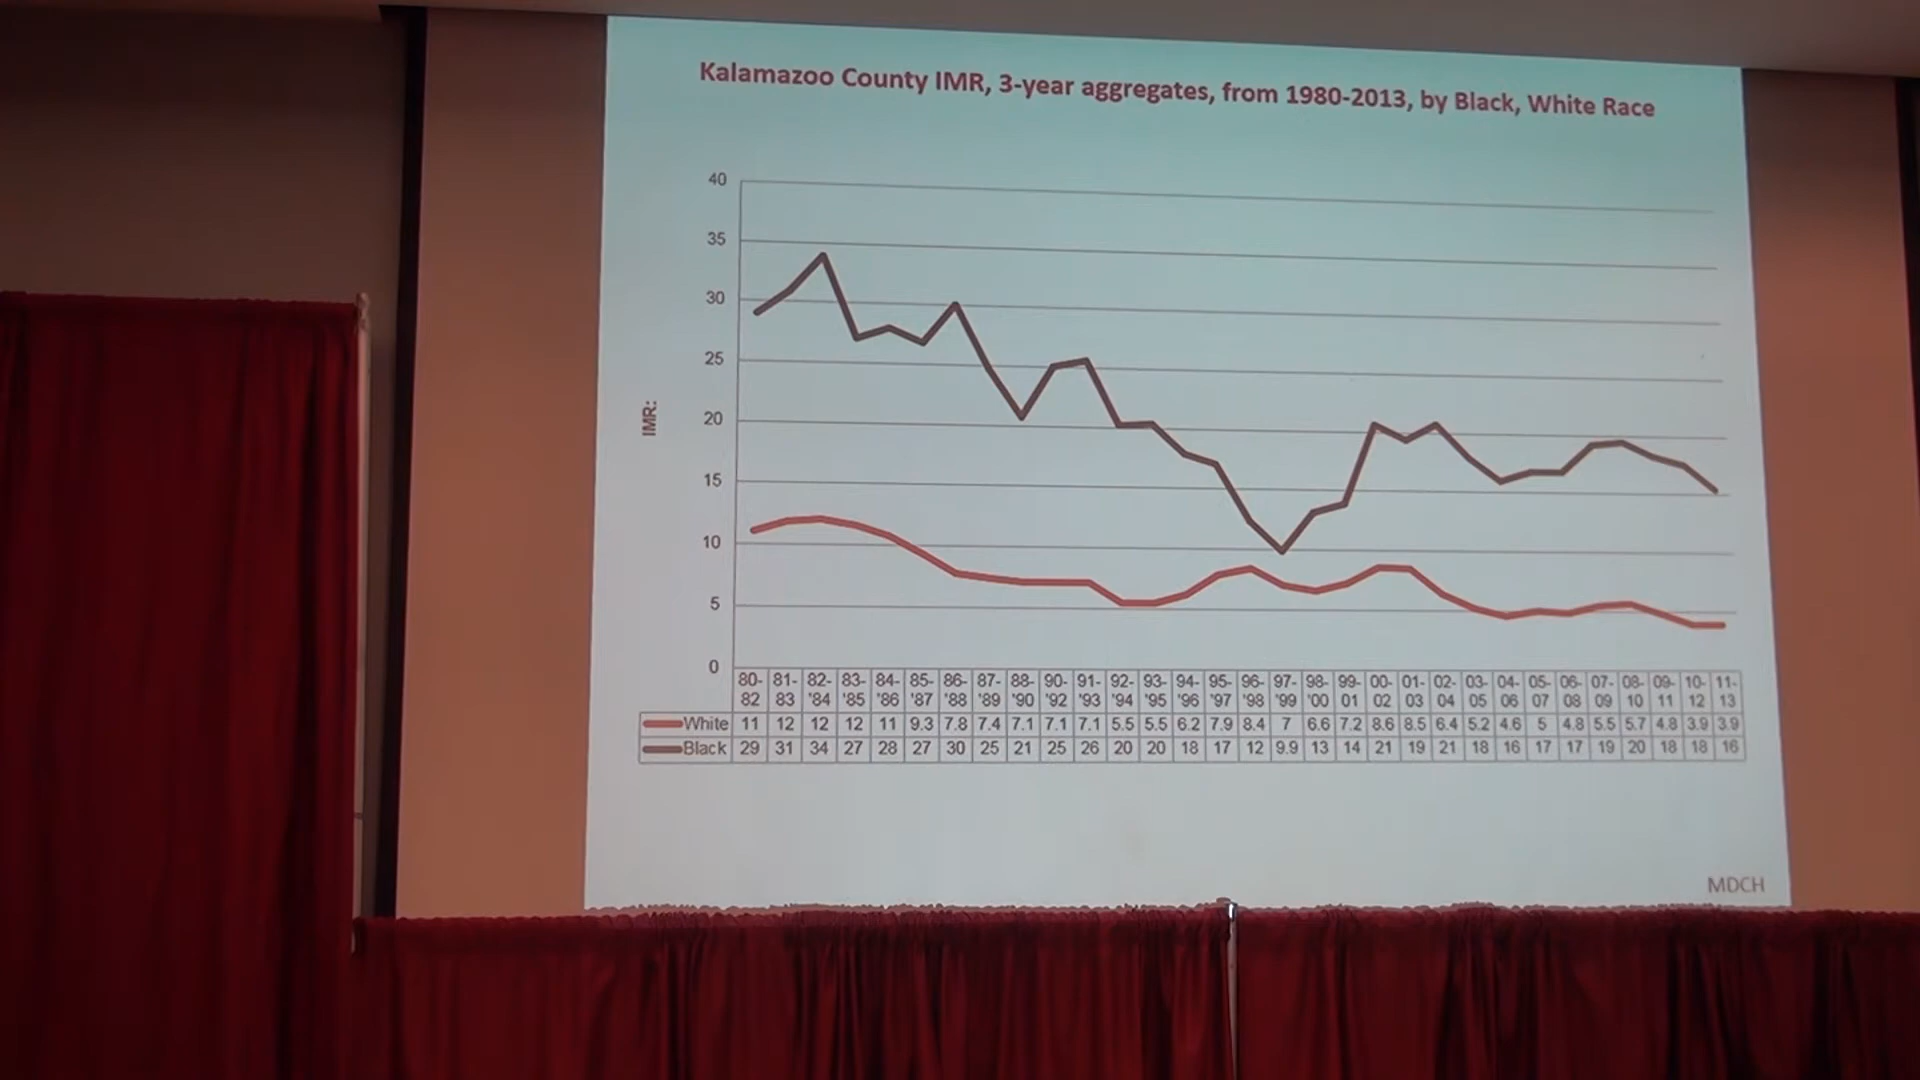 Kalamazoo County IMR, 3-year aggregates, from 1980-2013, by Black, White Race
40
35
30
25
20
15
10
5
0
IMR:
80- 81- 82- 83- 84- 85- 86- 87- 88- 90- 91- 92- 93- 94- 95- 96- 97- 98- 99- 00- 01- 02- 03- 04- 05- 06- 07- 08- 09- 10- 11-
82 83 '84 '85 '86 '87 '88 '89 '90 '92 '93 '94 '95 '96 '97 '98 '99 '00 01 02 03 04 05 06 07 08 09 10 11 12 13
White 11 12 12 12 11 9.3 7.8 7.4 7.1 7.1 7.1 5.5 5.5 6.2 7.9 8.4 7 6.6 7.2 8.6 8.5 6.4 5.2 4.6 5 4.8 5.5 5.7 4.8 3.9 3.9
Black 29 31 34 27 28 27 30 25 21 25 26 20 20 18 17 12 9.9 13 14 21 19 21 18 16 17 17 19 20 18 18 16
MDCH